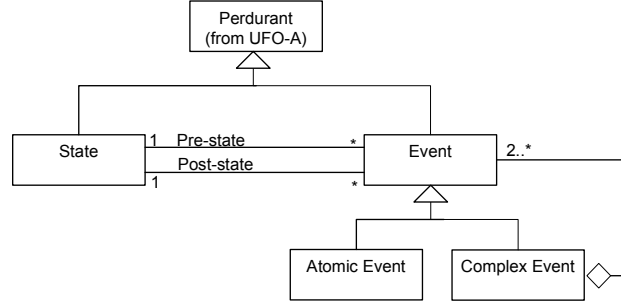 Perdurant
(from UFO-A)
1 Pre-state *
State
Event
2..*
Post-state
1 *
Atomic Event
Complex Event